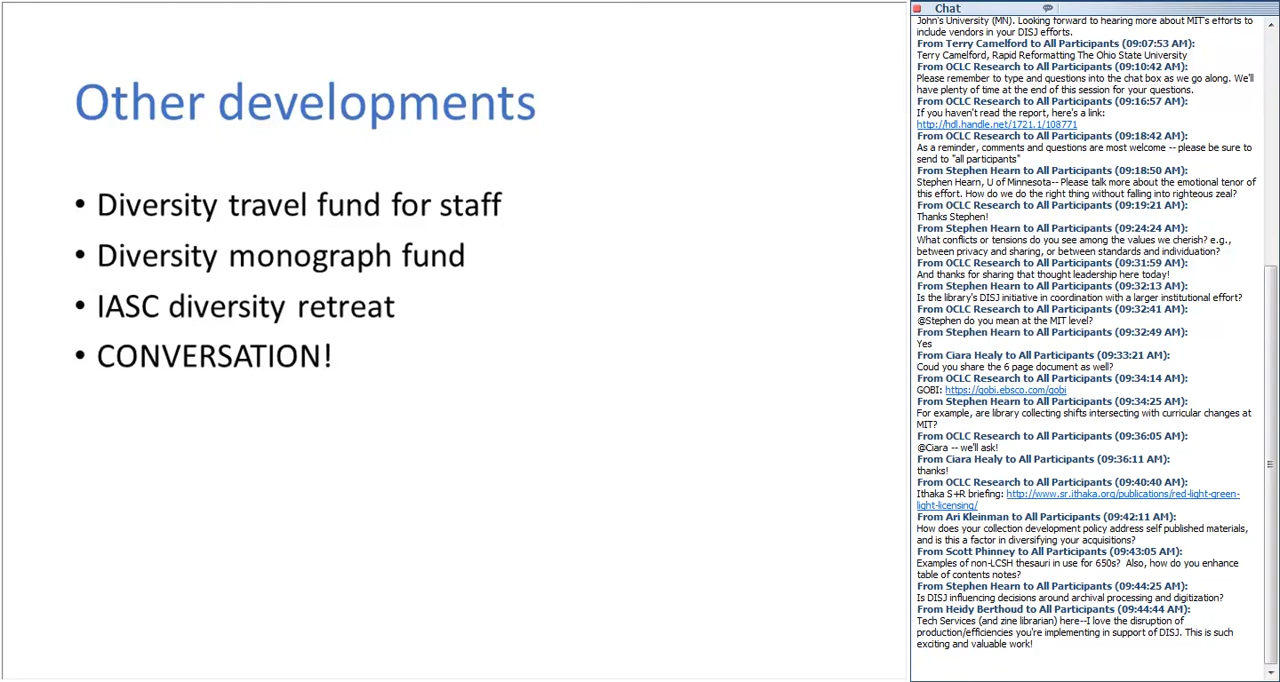 Other developments
• Diversity travel fund for staff
• Diversity monograph fund
• IASC diversity retreat
• CONVERSATION!
Chat
John's University (MN). Looking forward to hearing more about MIT's efforts to
include vendors in your DISJ efforts.
From Terry Camelford to All Participants (09:07:53 AM):
Terry Camelford, Rapid Reformatting The Ohio State University
From OCLC Research to All Participants (09:10:42 AM):
Please remember to type and questions into the chat box as we go along. We'll
have plenty of time at the end of this session for your questions.
From OCLC Research to All Participants (09:16:57 AM):
If you haven't read the report, here's a link:
http://hdl.handle.net/1721.1/108771
From OCLC Research to All Participants (09:18:42 AM):
As a reminder, comments and questions are most welcome -- please be sure to
send to "all participants"
From Stephen Hearn to All Participants (09:18:50 AM):
Stephen Hearn, U of Minnesota-- Please talk more about the emotional tenor of
this effort. How do we do the right thing without falling into righteous zeal?
From OCLC Research to All Participants (09:19:21 AM):
Thanks Stephen!
From Stephen Hearn to All Participants (09:24:24 AM):
What conflicts or tensions do you see among the values we cherish? e.g.,
between privacy and sharing, or between standards and individuation?
From OCLC Research to All Participants (09:31:59 AM):
And thanks for sharing that thought leadership here today!
From Stephen Hearn to All Participants (09:32:13 AM):
Is the library's DISJ initiative in coordination with a larger institutional effort?
From OCLC Research to All Participants (09:32:41 AM):
@Stephen do you mean at the MIT level?
From Stephen Hearn to All Participants (09:32:49 AM):
Yes
From Ciara Healy to All Participants (09:33:21 AM):
Coud you share the 6 page document as well?
From OCLC Research to All Participants (09:34:14 AM):
GOBI: https://gobi.ebsco.com/gobi
From Stephen Hearn to All Participants (09:34:25 AM):
For example, are library collecting shifts intersecting with curricular changes at
MIT?
From OCLC Research to All Participants (09:36:05 AM):
@Ciara -- we'll ask!
From Ciara Healy to All Participants (09:36:11 AM):
thanks!
From OCLC Research to All Participants (09:40:40 AM):
Ithaka S+R briefing: http://www.sr.ithaka.org/publications/red-light-green-
light-licensing/
From Ari Kleinman to All Participants (09:42:11 AM):
How does your collection development policy address self published materials,
and is this a factor in diversifying your acquisitions?
From Scott Phinney to All Participants (09:43:05 AM):
Examples of non-LCSH thesauri in use for 650s? Also, how do you enhance
table of contents notes?
From Stephen Hearn to All Participants (09:44:25 AM):
Is DISJ influencing decisions around archival processing and digitization?
From Heidy Berthoud to All Participants (09:44:44 AM):
Tech Services (and zine librarian) here--I love the disruption of
production/efficiencies you're implementing in support of DISJ. This is such
exciting and valuable work!